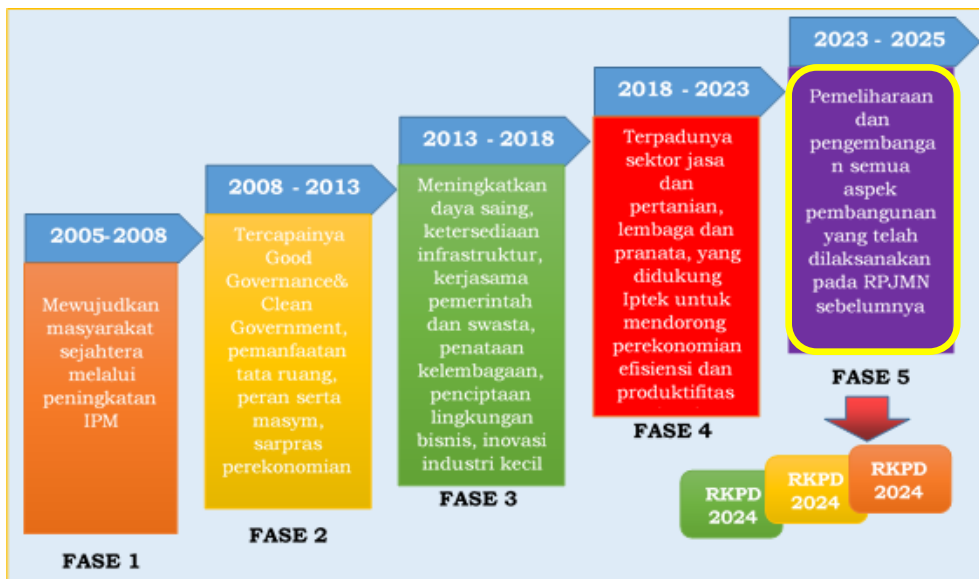 2005-2008
Mewujudkan
masyarakat
sejahtera
melalui
peningkatan
IPM
FASE 1
2008 - 2013
Tercapainya
Good
Governance&
Clean
Government,
pemanfaatan
tata ruang,
peran serta
masym,
sarpras
perekonomian
FASE 2
2013 - 2018
Meningkatkan
daya saing,
ketersediaan
infrastruktur,
kerjasama
pemerintah
dan swasta,
penataan
kelembagaan,
penciptaan
lingkungan
bisnis, inovasi
industri kecil
FASE 3
2018 - 2023
Terpadunya
sektor jasa
dan
pertanian,
lembaga dan
pranata, yang
didukung
Iptek untuk
mendorong
perekonomian
efisiensi dan
produktifitas
FASE 4
2023 - 2025
Pemeliharaan
dan
pengembanga
n semua
aspek
pembangunan
yang telah
dilaksanakan
pada RPJMN
sebelumnya
FASE 5
RKPD
2024
RKPD
2024
RKPD
2024